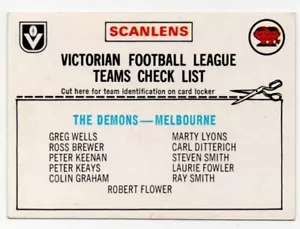 SCANLENS
VICTORIAN FOOTBALL LEAGUE
TEAMS CHECK LIST
Cut here for team identification on card locker
THE DEMONS—MELBOURNE
GREG WELLS MARTY LYONS
ROSS BREWER CARL DITTERICH
PETER KEENAN STEVEN SMITH
PETER KEAYS LAURIE FOWLER
COLIN GRAHAM RAY SMITH
ROBERT FLOWER